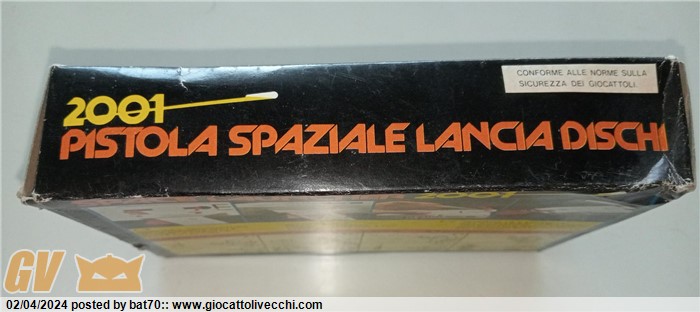 CONFORME ALLE NORME SULLA
SICUREZZA DEI GIOCATTOLI.
2001
PISTOLA SPAZIALE LANCIA DISCHI
2001
GV
02/04/2024 posted by bat70:: www.giocattolivecchi.com